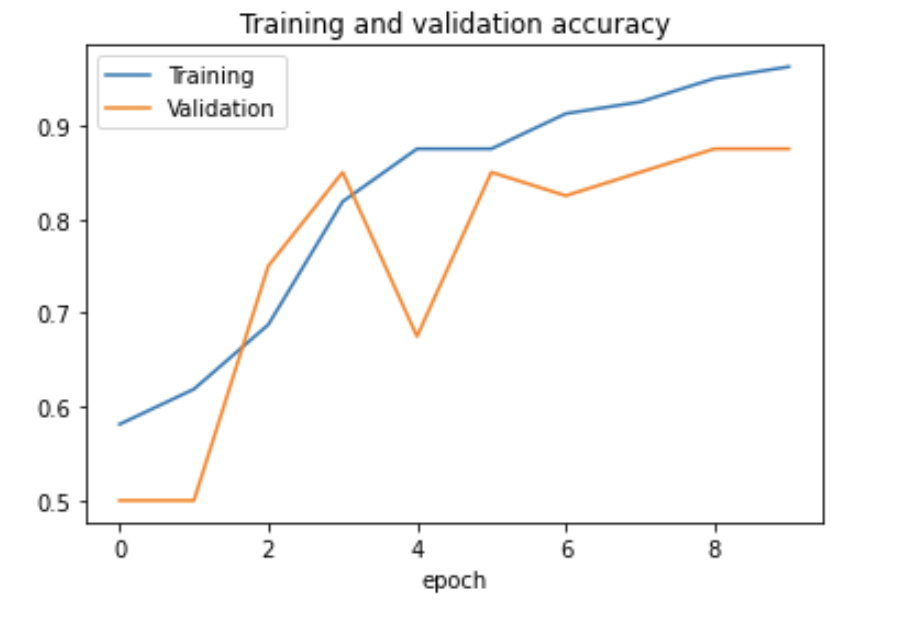 Training and validation accuracy
Training
Validation
0.9
0.8
0.7
0.6
0.5
0 2 4 6 8
epoch